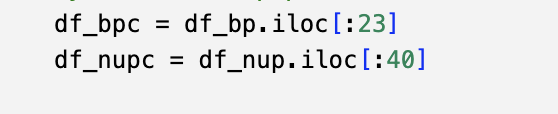 df_bpc = df_bp.iloc[:23]
df_nupc = df_nup.iloc[:40]